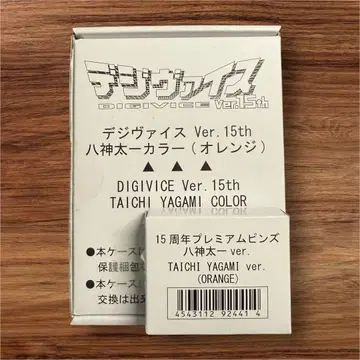 デジヴァイス
DIGIVICE Ver.15th
デジヴァイス Ver.15th
八神太一カラー(オレンジ)
▲ ▲ ▲
DIGIVICE Ver.15th
TAICHI YAGAMI COLOR
●本ケース
保護梱包
●本ケース
交換は出来
15周年プレミアムピンズ
八神太一 ver.
TAICHI YAGAMI ver.
(ORANGE)
4543112 92441 4